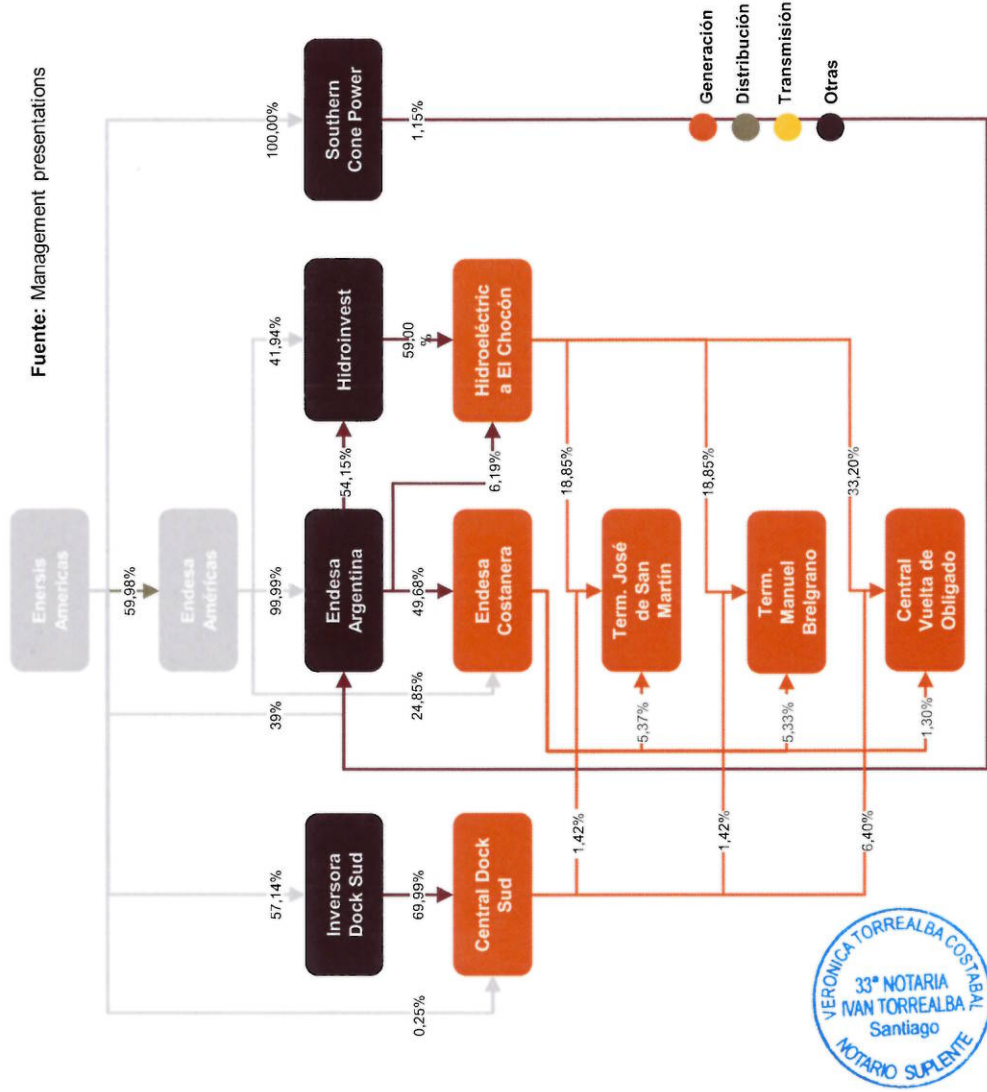 Fuente: Management presentations
Enersis
Americas
59,98%
Endesa
Américas
57,14%
39%
99,99%
41,94%
100,00%
Inversora
Dock Sud
Endesa
Argentina
54,15%
Hidroinvest
Southern
Cone Power
0,25%
69,99%
24,85%
49,68%
6,19%
59.00
%
1,15%
Central Dock
Sud
Endesa
Costanera
Hidroeléctric
a El Chocón
1,42%
5,37%
Term. José
de San
Martín
18,85%
1,42%
5,33%
Term.
Manuel
Brelgrano
18,85%
6,40%
1,30%
Central
Vuelta de
Obligado
33,20%
Generación
Distribución
Transmisión
Otras
VERONICA TORREALBA COSTABAL
33ª NOTARIA
IVAN TORREALBA
Santiago
NOTARIO SUPLENTE